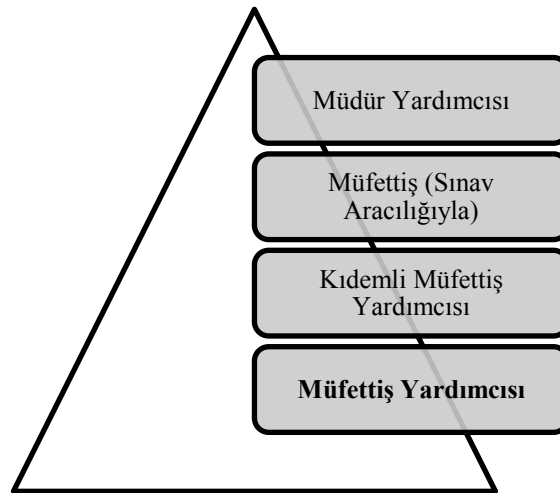 Müdür Yardımcısı
Müfettiş (Sınav
Aracılığıyla)
Kıdemli Müfettiş
Yardımcısı
Müfettiş Yardımcısı